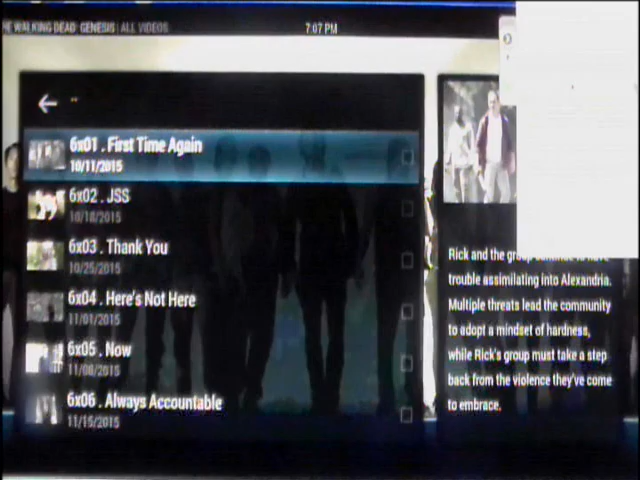 HE WALKING DEAD: GENESIS | ALL VIDEOS
7:07 PM
..
6x01 . First Time Again
10/11/2015
6x02 . JSS
10/18/2015
6x03 . Thank You
10/25/2015
6x04 . Here's Not Here
11/01/2015
6x05 . Now
11/08/2015
6x06 . Always Accountable
11/15/2015
Rick and the group continue to have
trouble assimilating into Alexandria.
Multiple threats lead the community
to adopt a mindset of hardness,
while Rick's group must take a step
back from the violence they've come
to embrace.